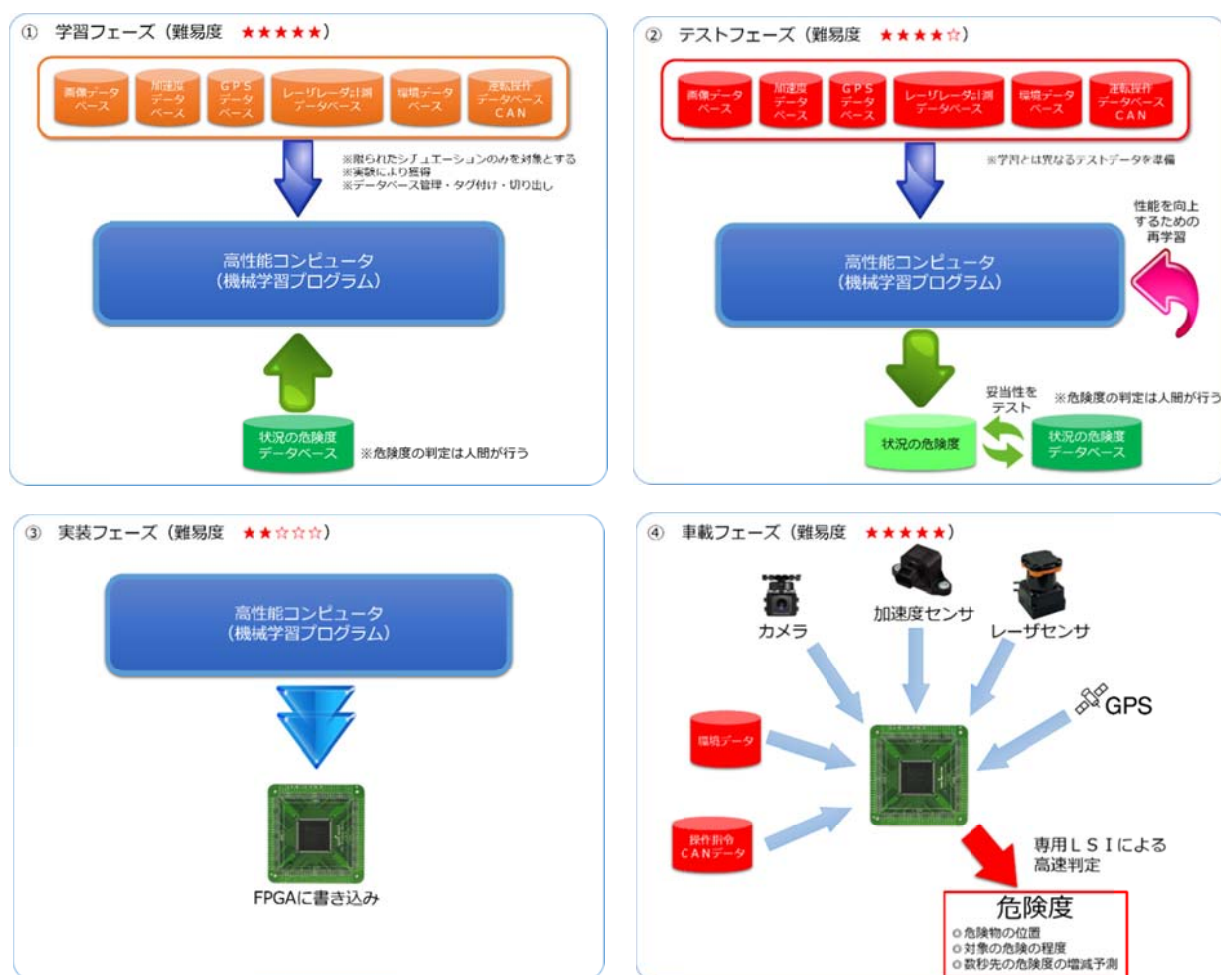 ① 学習フェーズ（難易度 ★★★★★）
画像データ
ベース
加速度
データ
ベース
ＧＰＳ
データ
ベース
レーザレーダ計測
データベース
環境データ
ベース
運転操作
データベース
ＣＡＮ
※限られたシチュエーションのみを対象とする
※実験により獲得
※データベース管理・タグ付け・切り出し
高性能コンピュータ
（機械学習プログラム）
状況の危険度
データベース
※危険度の判定は人間が行う
② テストフェーズ（難易度 ★★★★☆）
画像データ
ベース
加速度
データ
ベース
ＧＰＳ
データ
ベース
レーザレーダ計測
データベース
環境データ
ベース
運転操作
データベース
ＣＡＮ
※学習とは異なるテストデータを準備
性能を向上
するための
再学習
高性能コンピュータ
（機械学習プログラム）
妥当性を
テスト
※危険度の判定は人間が行う
状況の危険度
状況の危険度
データベース
③ 実装フェーズ（難易度 ★★☆☆☆）
高性能コンピュータ
（機械学習プログラム）
FPGAに書き込み
④ 車載フェーズ（難易度 ★★★★★）
カメラ
加速度センサ
レーザセンサ
GPS
環境データ
操作指令
ＣＡＮデータ
専用ＬＳＩによる
高速判定
危険度
◎危険物の位置
◎対象の危険の程度
◎数秒先の危険度の増減予測